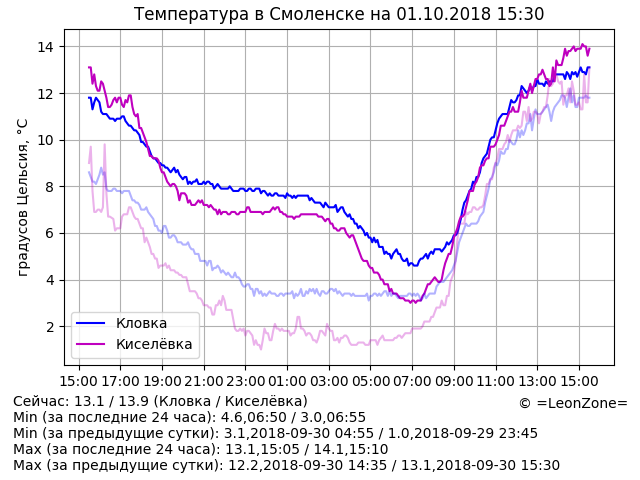 Температура в Смоленске на 01.10.2018 15:30
градусов Цельсия, °C
14
12
10
8
6
4
2
Кловка
Киселёвка
15:00 17:00 19:00 21:00 23:00 01:00 03:00 05:00 07:00 09:00 11:00 13:00 15:00
Сейчас: 13.1 / 13.9 (Кловка / Киселёвка)
© =LeonZone=
Min (за последние 24 часа): 4.6,06:50 / 3.0,06:55
Min (за предыдущие сутки): 3.1,2018-09-30 04:55 / 1.0,2018-09-29 23:45
Max (за последние 24 часа): 13.1,15:05 / 14.1,15:10
Max (за предыдущие сутки): 12.2,2018-09-30 14:35 / 13.1,2018-09-30 15:30